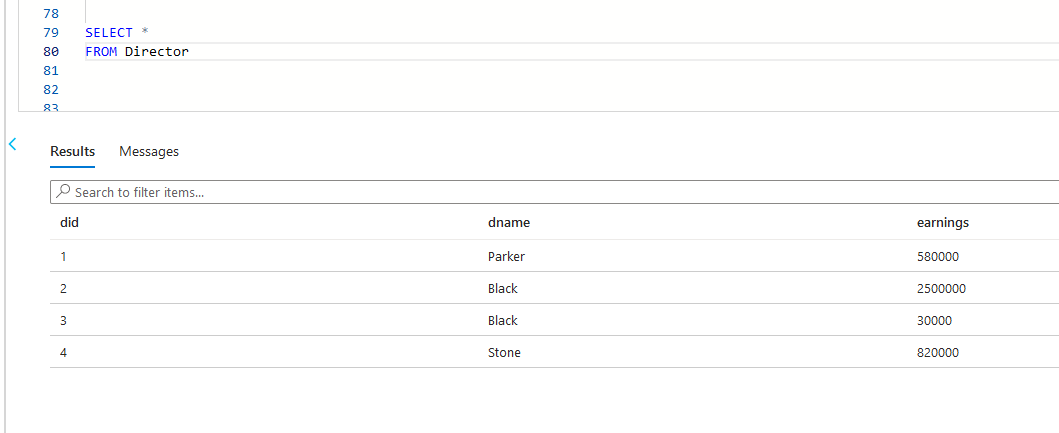 78
79 SELECT *
80 FROM Director
81
82
83
Results Messages
Search to filter items...
did dname earnings
1 Parker 580000
2 Black 2500000
3 Black 30000
4 Stone 820000